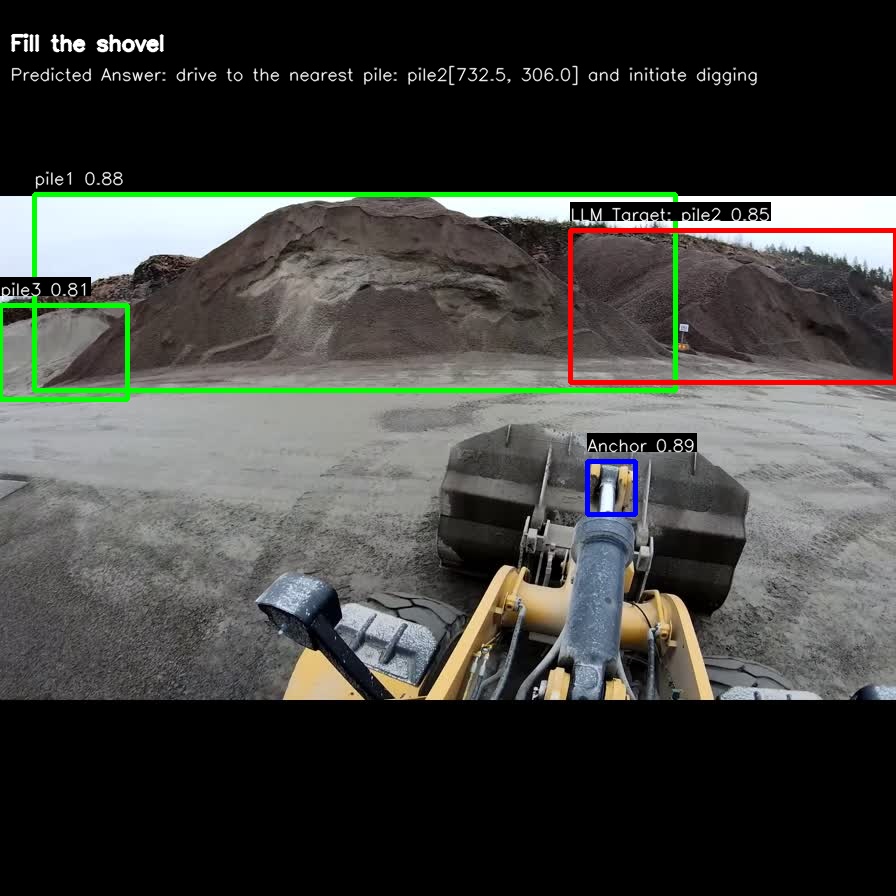 Fill the shovel
Predicted Answer: drive to the nearest pile: pile2[732.5, 306.0] and initiate digging
pile1 0.88
LLM Target: pile2 0.85
pile3 0.81
Anchor 0.89